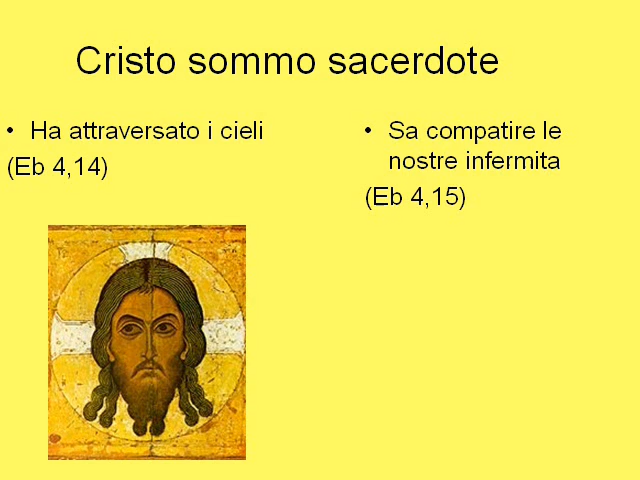 Cristo sommo sacerdote
• Ha attraversato i cieli
(Eb 4,14)
• Sa compatire le
nostre infermita
(Eb 4,15)